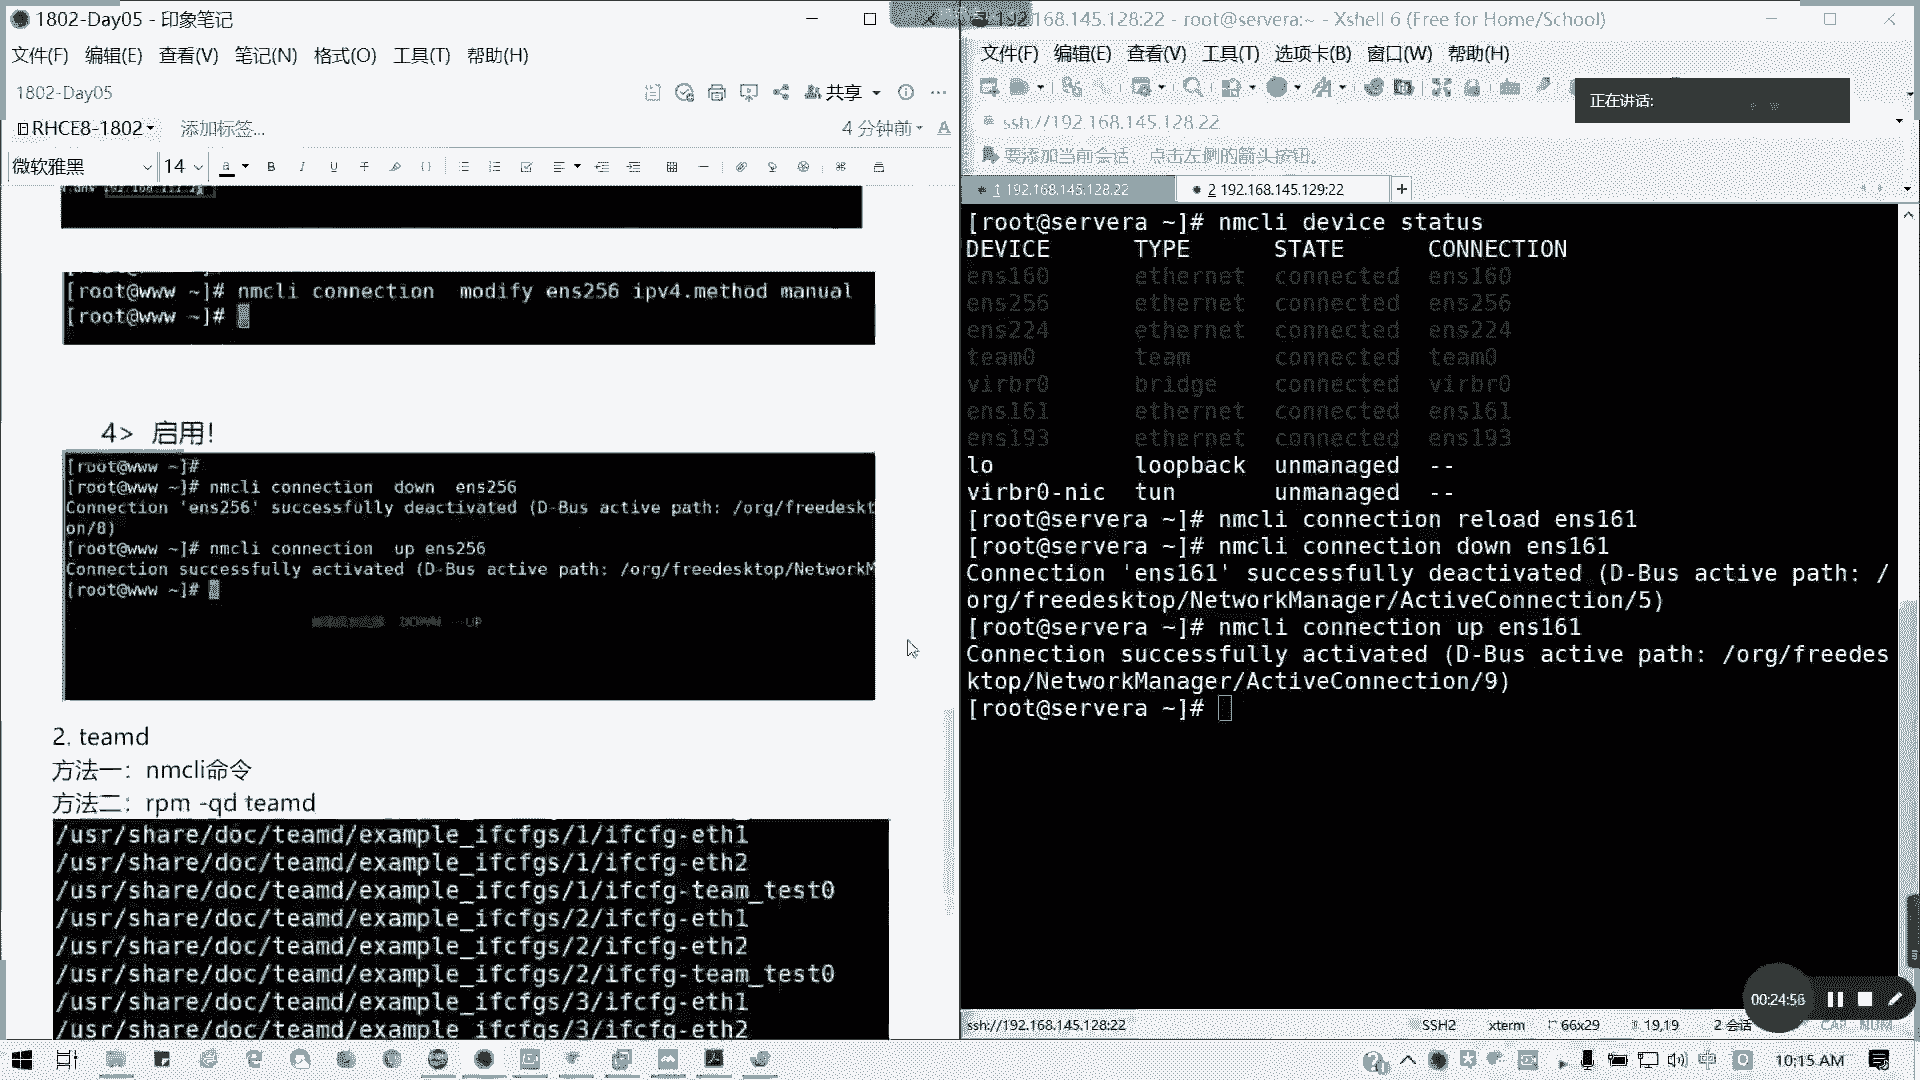 1802-Day05 - 印象笔记
文件(F) 编辑(E) 查看(V) 笔记(N) 格式(O) 工具(T) 帮助(H)
1802-Day05
共享
RHCE8-1802 添加标签...
4 分钟前
微软雅黑 14
[root@www ~]# nmcli connection  modify ens256 ipv4.method manual
[root@www ~]#
4> 启用!
[root@www ~]#
[root@www ~]# nmcli connection  down  ens256
Connection 'ens256' successfully deactivated (D-Bus active path: /org/freedeskt
on/8)
[root@www ~]# nmcli connection  up ens256
Connection successfully activated (D-Bus active path: /org/freedesktop/NetworkM
[root@www ~]#
2. teamd
方法一：nmcli命令
方法二：rpm -qd teamd
/usr/share/doc/teamd/example_ifcfgs/1/ifcfg-eth1
/usr/share/doc/teamd/example_ifcfgs/1/ifcfg-eth2
/usr/share/doc/teamd/example_ifcfgs/1/ifcfg-team_test0
/usr/share/doc/teamd/example_ifcfgs/2/ifcfg-eth1
/usr/share/doc/teamd/example_ifcfgs/2/ifcfg-eth2
/usr/share/doc/teamd/example_ifcfgs/2/ifcfg-team_test0
/usr/share/doc/teamd/example_ifcfgs/3/ifcfg-eth1
/usr/share/doc/teamd/example_ifcfgs/3/ifcfg-eth2
192.168.145.128:22 - root@servera:~ - Xshell 6 (Free for Home/School)
文件(F) 编辑(E) 查看(V) 工具(T) 选项卡(B) 窗口(W) 帮助(H)
正在讲话:
ssh://192.168.145.128:22
要添加当前会话，点击左侧的箭头按钮。
1 192.168.145.128:22
2 192.168.145.129:22
[root@servera ~]# nmcli device status
DEVICE      TYPE      STATE      CONNECTION
ens160      ethernet  connected  ens160
ens256      ethernet  connected  ens256
ens224      ethernet  connected  ens224
team0       team      connected  team0
virbr0      bridge    connected  virbr0
ens161      ethernet  connected  ens161
ens193      ethernet  connected  ens193
lo          loopback  unmanaged  --
virbr0-nic  tun       unmanaged  --
[root@servera ~]# nmcli connection reload ens161
[root@servera ~]# nmcli connection down ens161
Connection 'ens161' successfully deactivated (D-Bus active path: /
org/freedesktop/NetworkManager/ActiveConnection/5)
[root@servera ~]# nmcli connection up ens161
Connection successfully activated (D-Bus active path: /org/freedes
ktop/NetworkManager/ActiveConnection/9)
[root@servera ~]#
00:24:56
ssh://192.168.145.128:22 SSH2 xterm 66x29 19,19 2 会话 CAP NUM
10:15 AM